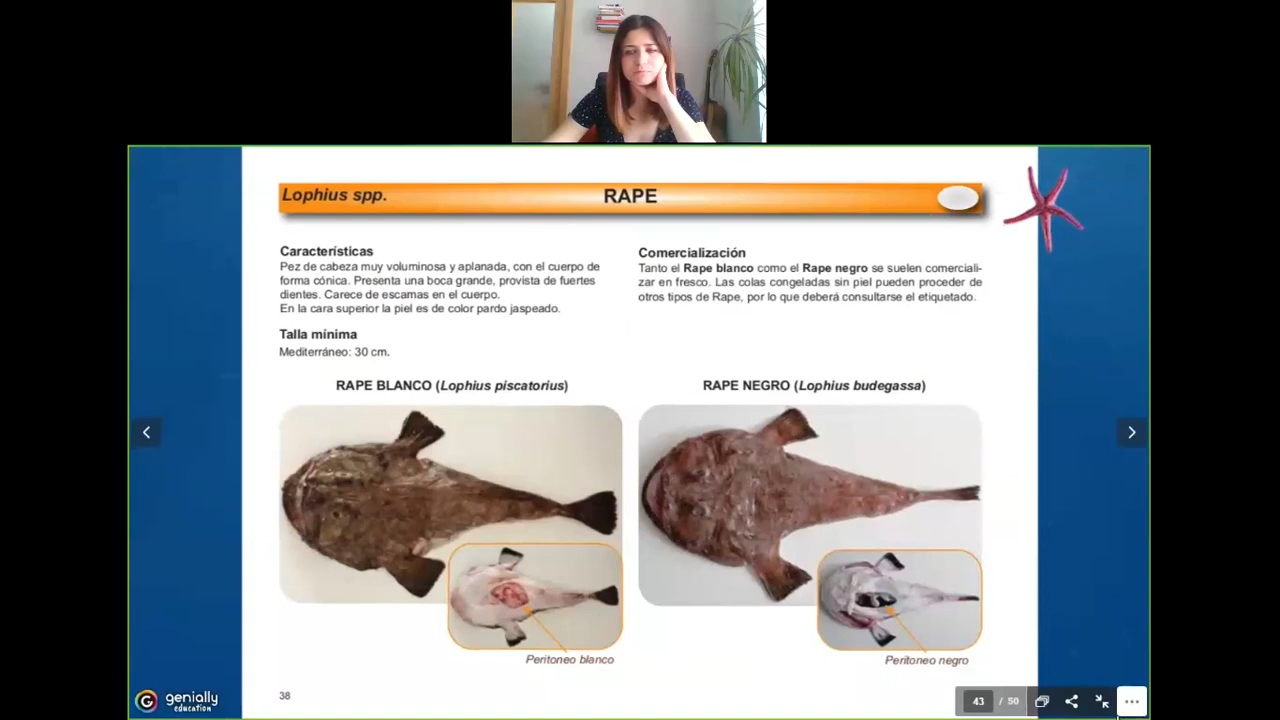 Lophius spp. RAPE
Características
Pez de cabeza muy voluminosa y aplanada, con el cuerpo de
forma cónica. Presenta una boca grande, provista de fuertes
dientes. Carece de escamas en el cuerpo.
En la cara superior la piel es de color pardo jaspeado.
Talla mínima
Mediterráneo: 30 cm.
Comercialización
Tanto el Rape blanco como el Rape negro se suelen comerciali-
zar en fresco. Las colas congeladas sin piel pueden proceder de
otros tipos de Rape, por lo que deberá consultarse el etiquetado.
RAPE BLANCO (Lophius piscatorius)
RAPE NEGRO (Lophius budegassa)
Peritoneo blanco
Peritoneo negro
38
genially
education
43 / 50